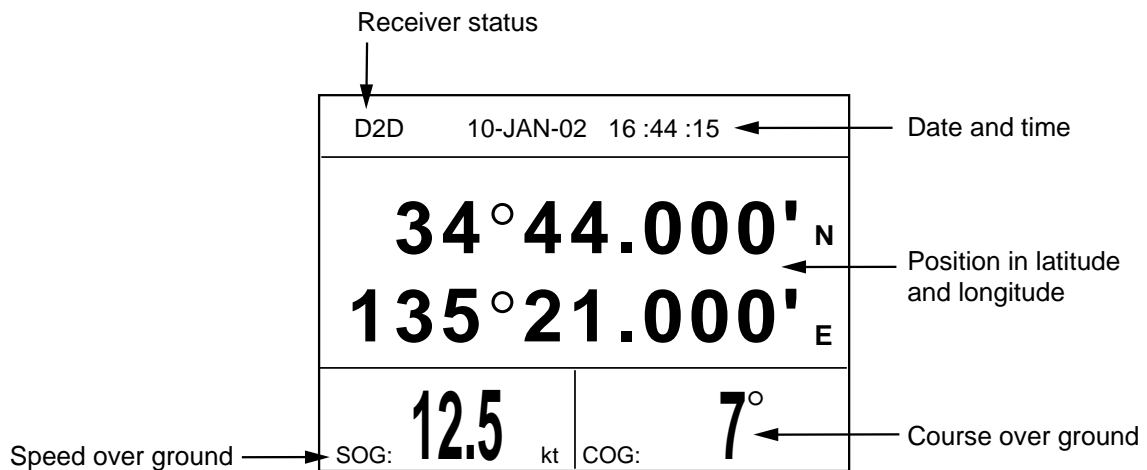 Receiver status
D2D 10-JAN-02 16 :44 :15
Date and time
34°44.000' N
135°21.000' E
Position in latitude
and longitude
12.5
7°
Speed over ground
SOG: kt
COG:
Course over ground